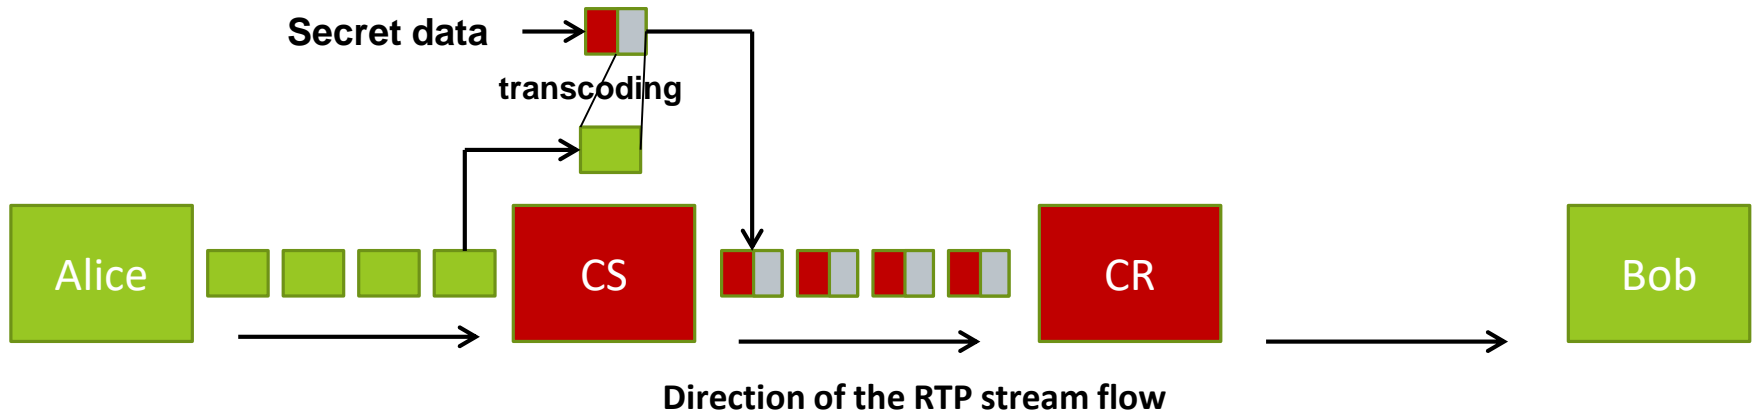 Secret data
transcoding
Alice
CS
CR
Bob
Direction of the RTP stream flow